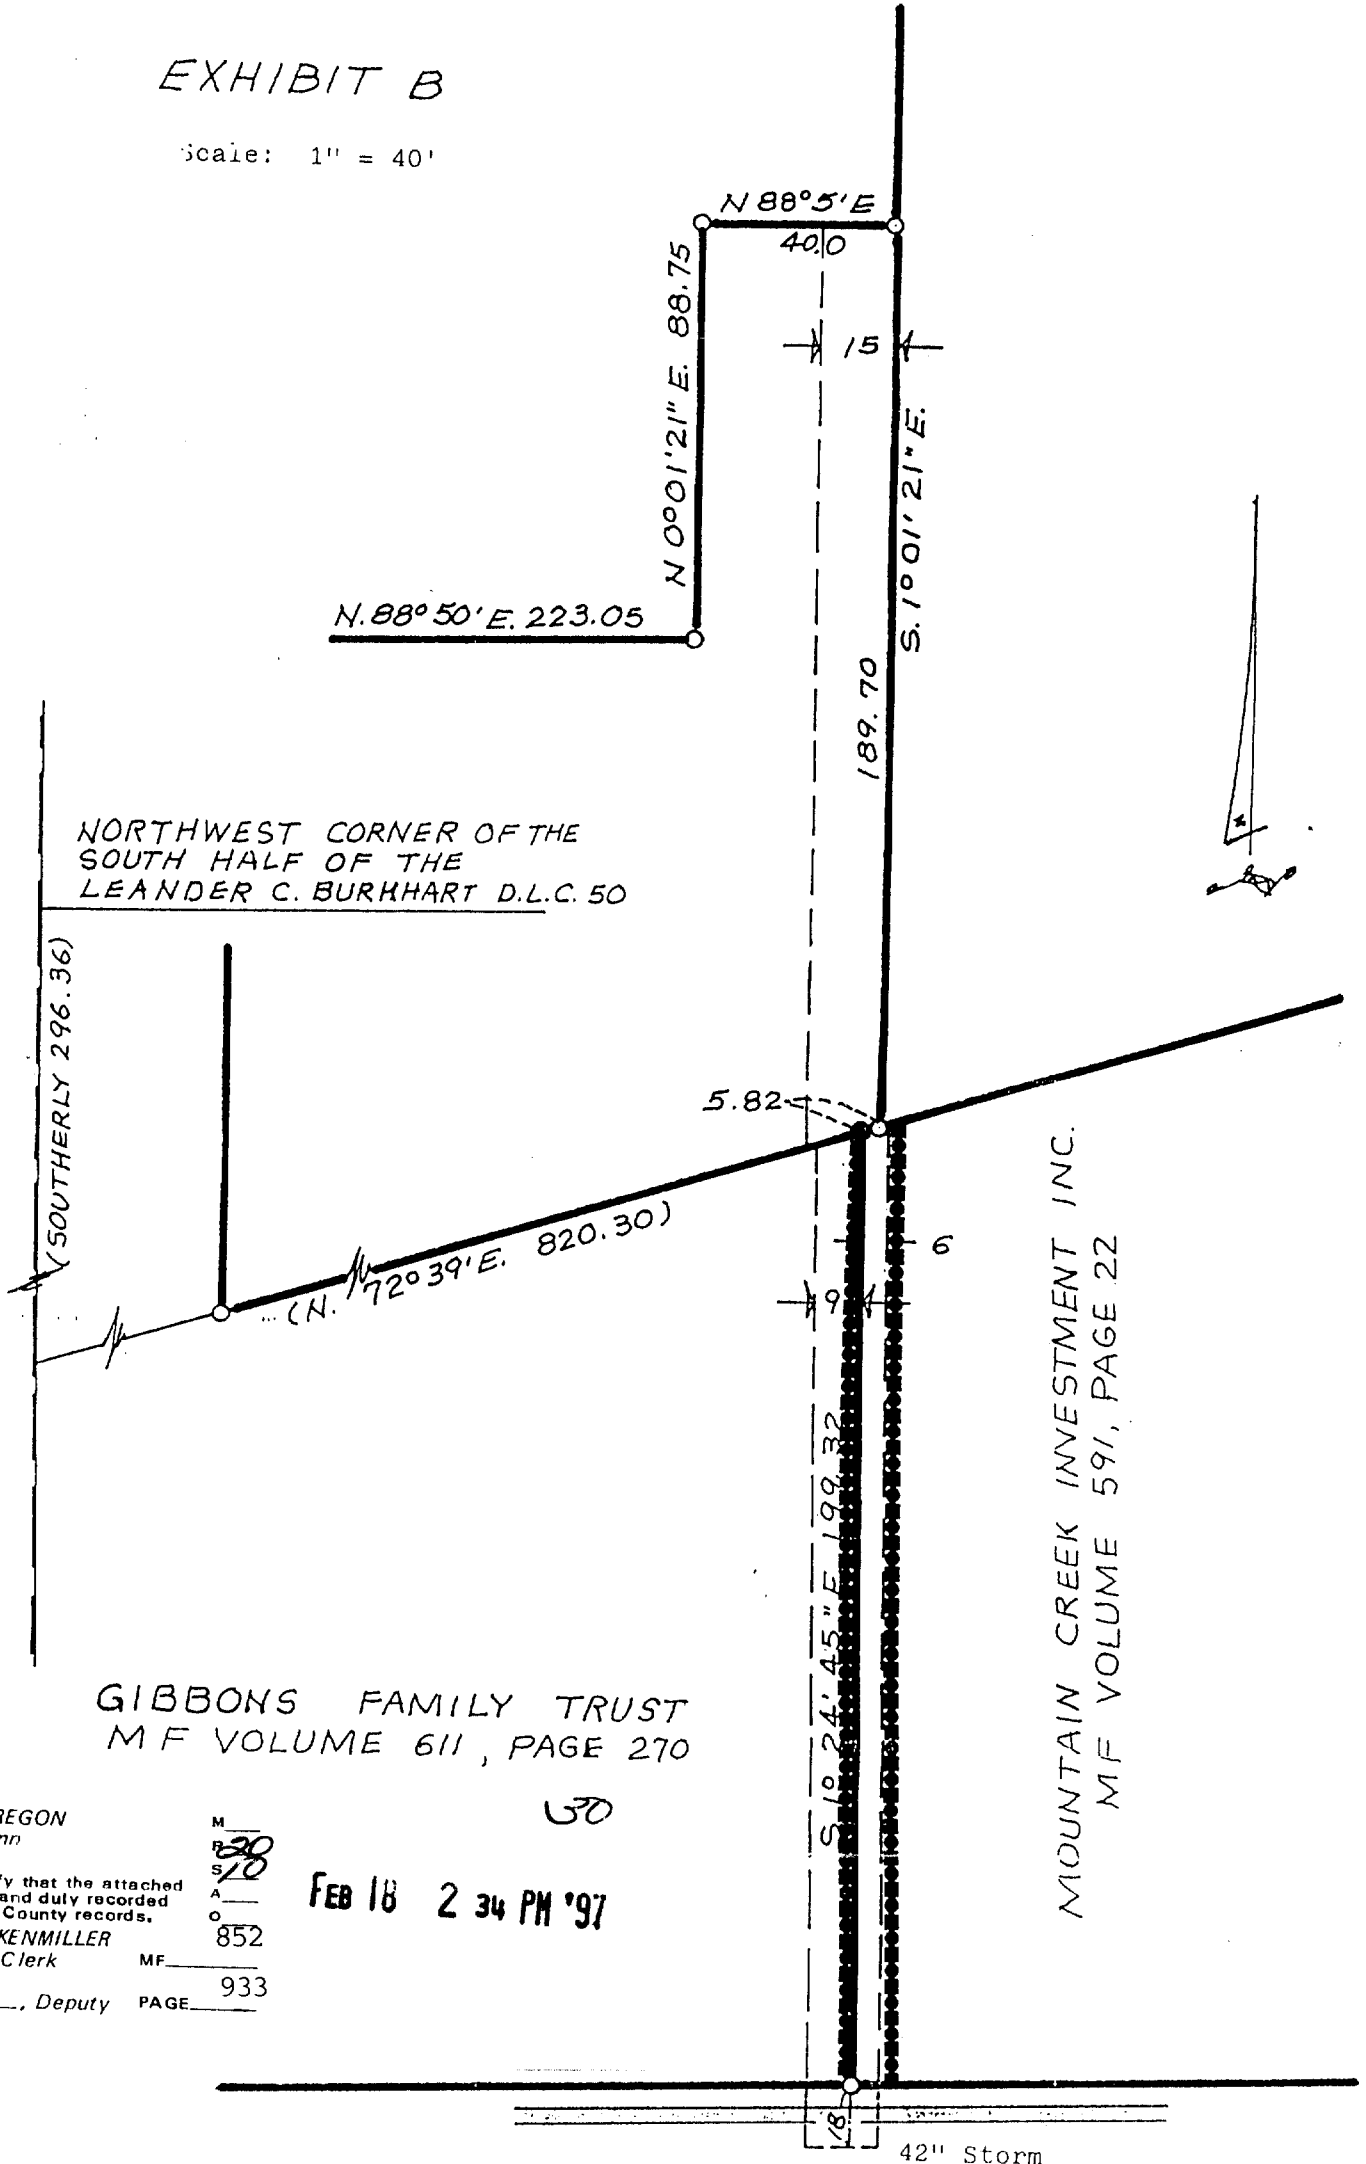 EXHIBIT B
Scale: 1" = 40'
N 88°5'E
40.0
N 0°01'21" E. 88.75
15
S. 1°01'21" E.
N. 88°50' E. 223.05
189.70
NORTHWEST CORNER OF THE
SOUTH HALF OF THE
LEANDER C. BURKHART D.L.C. 50
(SOUTHERLY 296.36)
N
5.82
(N. 72°39'E. 820.30)
6
9
S 1° 24' 45" E 199.32
MOUNTAIN CREEK INVESTMENT INC.
MF VOLUME 591, PAGE 22
GIBBONS FAMILY TRUST
MF VOLUME 611, PAGE 270
REGON
M
R 20
S 10
y that the attached
and duly recorded
County records.
A
O
FEB 18 2 34 PM '97
KENMILLER
852
Clerk MF
933
, Deputy PAGE
18
42" Storm